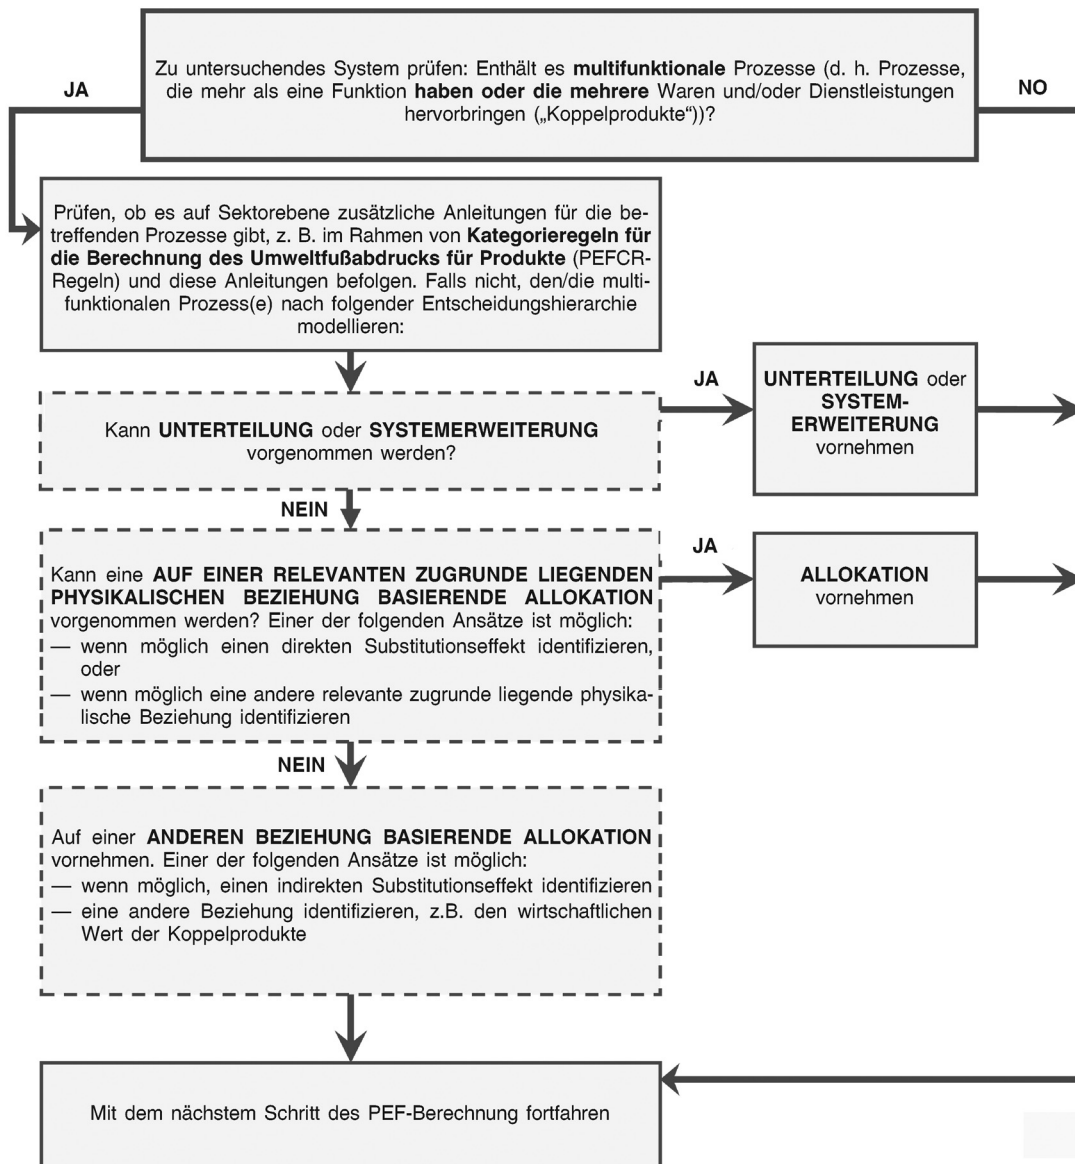 Zu untersuchendes System prüfen: Enthält es multifunktionale Prozesse (d. h. Prozesse,
die mehr als eine Funktion haben oder die mehrere Waren und/oder Dienstleistungen
hervorbringen („Koppelprodukte“))?
JA
NO
Prüfen, ob es auf Sektorebene zusätzliche Anleitungen für die be-
treffenden Prozesse gibt, z. B. im Rahmen von Kategorieregeln für
die Berechnung des Umweltfußabdrucks für Produkte (PEFCR-
Regeln) und diese Anleitungen befolgen. Falls nicht, den/die multi-
funktionalen Prozess(e) nach folgender Entscheidungshierarchie
modellieren:
Kann UNTERTEILUNG oder SYSTEMERWEITERUNG
vorgenommen werden?
JA
UNTERTEILUNG oder
SYSTEM-
ERWEITERUNG
vornehmen
NEIN
Kann eine AUF EINER RELEVANTEN ZUGRUNDE LIEGENDEN
PHYSIKALISCHEN BEZIEHUNG BASIERENDE ALLOKATION
vorgenommen werden? Einer der folgenden Ansätze ist möglich:
— wenn möglich einen direkten Substitutionseffekt identifizieren,
oder
— wenn möglich eine andere relevante zugrunde liegende physika-
lische Beziehung identifizieren
JA
ALLOKATION
vornehmen
NEIN
Auf einer ANDEREN BEZIEHUNG BASIERENDE ALLOKATION
vornehmen. Einer der folgenden Ansätze ist möglich:
— wenn möglich, einen indirekten Substitutionseffekt identifizieren
— eine andere Beziehung identifizieren, z.B. den wirtschaftlichen
Wert der Koppelprodukte
Mit dem nächstem Schritt des PEF-Berechnung fortfahren